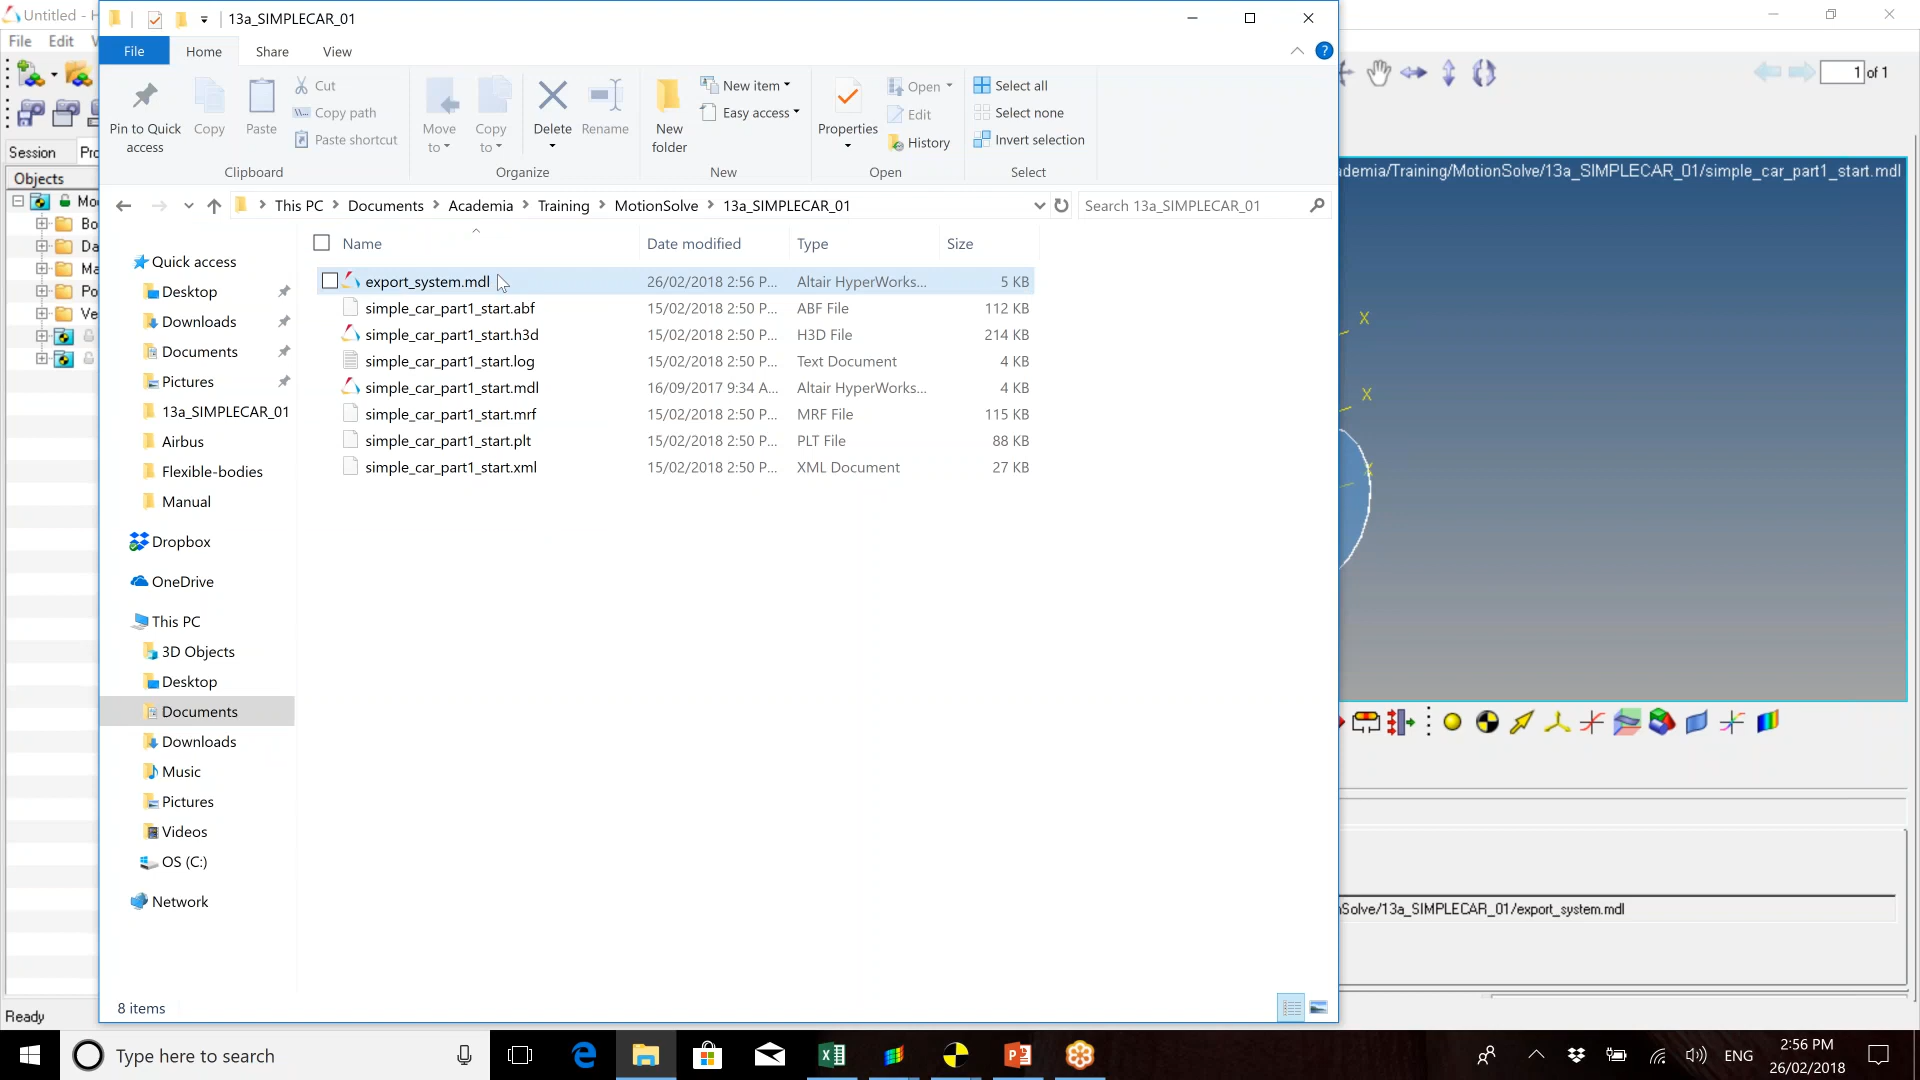 Untitled - H
13a_SIMPLECAR_01
File Edit V
File Home Share View
Pin to Quick access
Copy
Paste
Cut
Copy path
Paste shortcut
Clipboard
Move to
Copy to
Delete
Rename
Organize
New folder
New item
Easy access
New
Properties
Open
Edit
History
Open
Select all
Select none
Invert selection
Select
1 of 1
Session Pro
Objects
Mo
Bo
Da
Ma
Po
Ve
This PC Documents Academia Training MotionSolve 13a_SIMPLECAR_01
Search 13a_SIMPLECAR_01
ademia/Training/MotionSolve/13a_SIMPLECAR_01/simple_car_part1_start.mdl
Name Date modified Type Size
export_system.mdl 26/02/2018 2:56 P... Altair HyperWorks... 5 KB
simple_car_part1_start.abf 15/02/2018 2:50 P... ABF File 112 KB
simple_car_part1_start.h3d 15/02/2018 2:50 P... H3D File 214 KB
simple_car_part1_start.log 15/02/2018 2:50 P... Text Document 4 KB
simple_car_part1_start.mdl 16/09/2017 9:34 A... Altair HyperWorks... 4 KB
simple_car_part1_start.mrf 15/02/2018 2:50 P... MRF File 115 KB
simple_car_part1_start.plt 15/02/2018 2:50 P... PLT File 88 KB
simple_car_part1_start.xml 15/02/2018 2:50 P... XML Document 27 KB
Quick access
Desktop
Downloads
Documents
Pictures
13a_SIMPLECAR_01
Airbus
Flexible-bodies
Manual
Dropbox
OneDrive
This PC
3D Objects
Desktop
Documents
Downloads
Music
Pictures
Videos
OS (C:)
Network
8 items
X
X
X
Solve/13a_SIMPLECAR_01/export_system.mdl
Ready
Type here to search
ENG
2:56 PM
26/02/2018